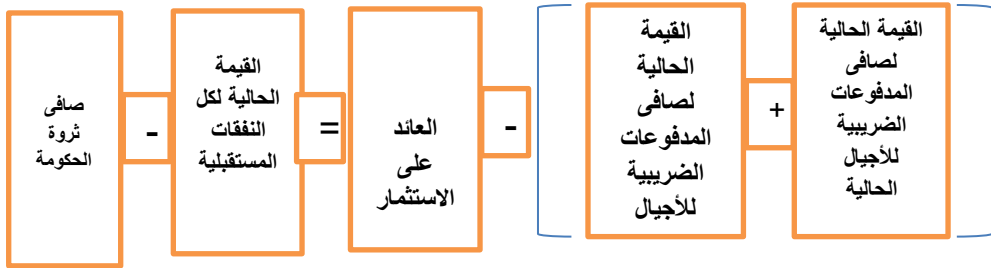 القيمة الحالية
لصافى
المدفوعات
الضريبية
للأجيال
الحالية
+
القيمة
الحالية
لصافى
المدفوعات
الضريبية
للأجيال
-
العائد
على
الاستثمار
=
القيمة
الحالية لكل
النفقات
المستقبلية
-
صافى
ثروة
الحكومة